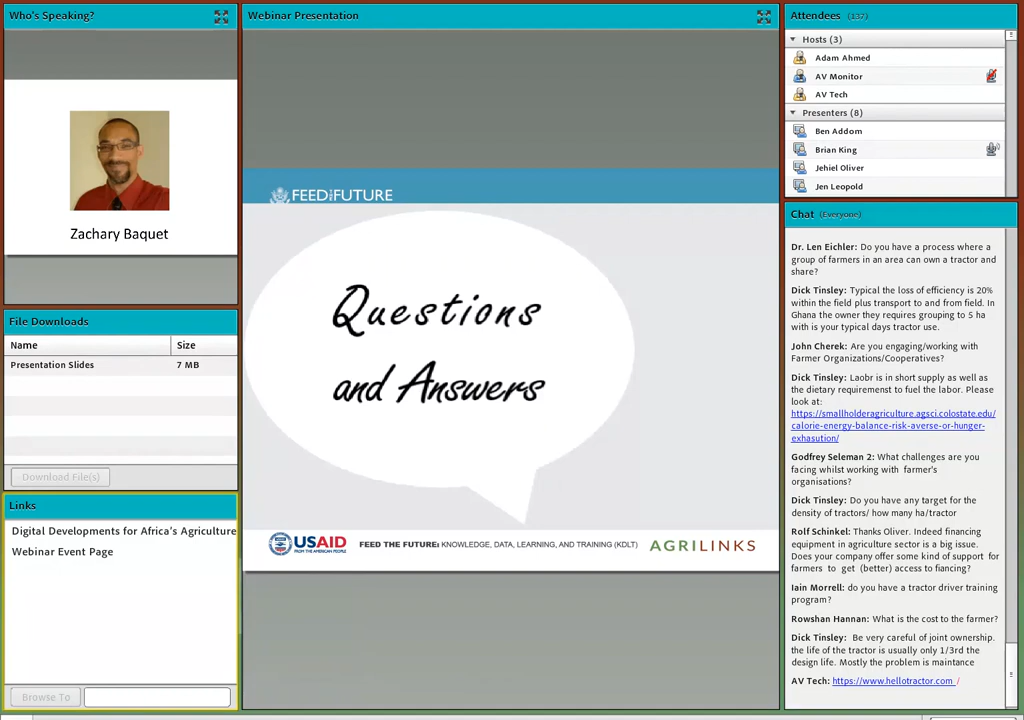 Who's Speaking?
Zachary Baquet
File Downloads
Name Size
Presentation Slides 7 MB
Download File(s)
Links
Digital Developments for Africa's Agriculture
Webinar Event Page
Browse To
Webinar Presentation
FEED THE FUTURE
Questions
and Answers
USAID
FROM THE AMERICAN PEOPLE
FEED THE FUTURE: KNOWLEDGE, DATA, LEARNING, AND TRAINING (KDLT)
AGRILINKS
Attendees (137)
Hosts (3)
Adam Ahmed
AV Monitor
AV Tech
Presenters (8)
Ben Addom
Brian King
Jehiel Oliver
Jen Leopold
Chat (Everyone)
Dr. Len Eichler: Do you have a process where a
group of farmers in an area can own a tractor and
share?
Dick Tinsley: Typical the loss of efficiency is 20%
within the field plus transport to and from field. In
Ghana the owner they requires grouping to 5 ha
with is your typical days tractor use.
John Cherek: Are you engaging/working with
Farmer Organizations/Cooperatives?
Dick Tinsley: Laobr is in short supply as well as
the dietary requiremenst to fuel the labor. Please
look at:
https://smallholderagriculture.agsci.colostate.edu/
calorie-energy-balance-risk-averse-or-hunger-
exhasution/
Godfrey Seleman 2: What challenges are you
facing whilst working with farmer's
organisations?
Dick Tinsley: Do you have any target for the
density of tractors/ how many ha/tractor
Rolf Schinkel: Thanks Oliver. Indeed financing
equipment in agriculture sector is a big issue.
Does your company offer some kind of support for
farmers to get (better) access to fiancing?
Iain Morrell: do you have a tractor driver training
program?
Rowshan Hannan: What is the cost to the farmer?
Dick Tinsley: Be very careful of joint ownership.
the life of the tractor is usually only 1/3rd the
design life. Mostly the problem is maintance
AV Tech: https://www.hellotractor.com /